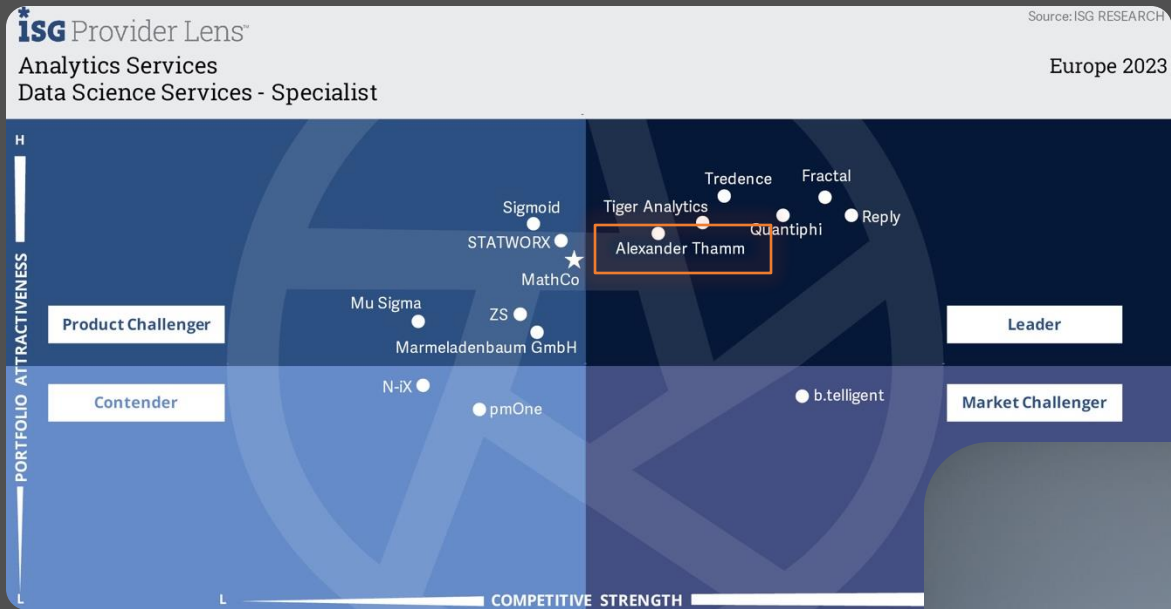 ISG Provider Lens™
Source: ISG RESEARCH
Analytics Services
Europe 2023
Data Science Services - Specialist
H
Tredence
Fractal
Sigmoid
Tiger Analytics
Reply
STATWORX
Quantiphi
Alexander Thamm
MathCo
Mu Sigma
ZS
Product Challenger
Leader
Marmeladenbaum GmbH
PORTFOLIO ATTRACTIVENESS
N-iX
b.telligent
Contender
pmOne
Market Challenger
L
L
COMPETITIVE STRENGTH